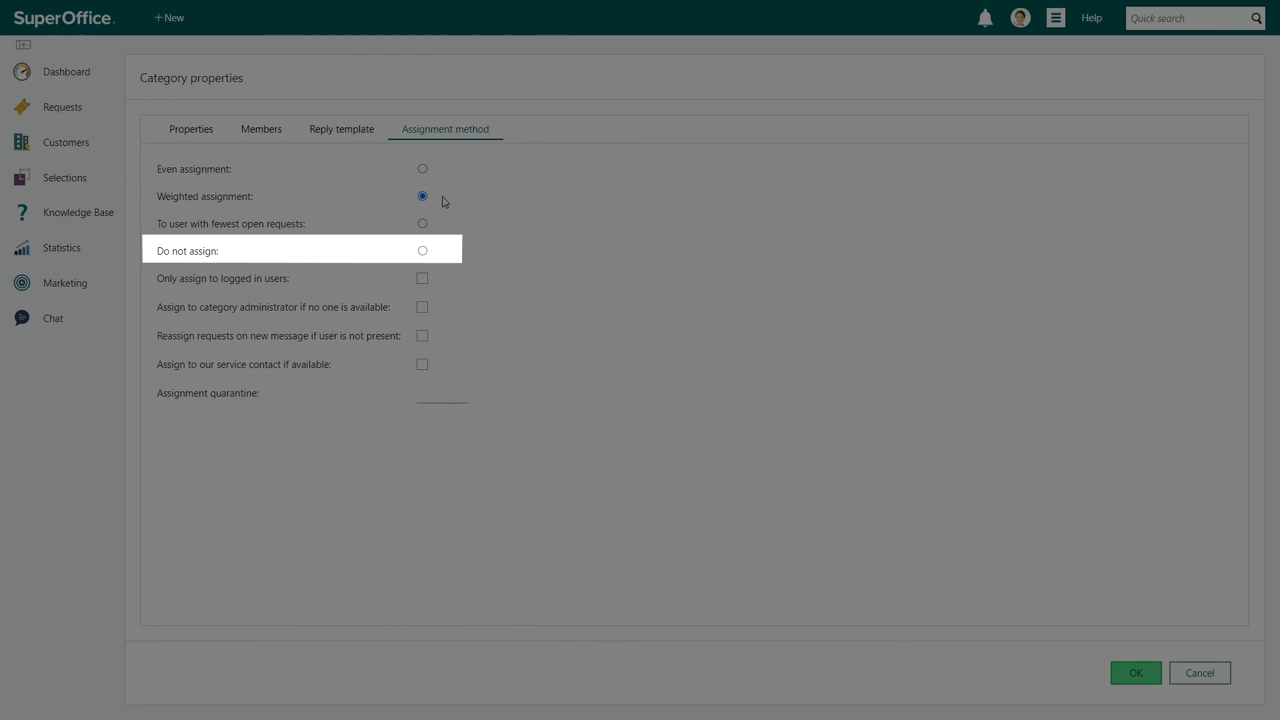 SuperOffice.
+New
Help
Quick search
Dashboard
Requests
Customers
Selections
Knowledge Base
Statistics
Marketing
Chat
Category properties
Properties Members Reply template Assignment method
Even assignment:
Weighted assignment:
To user with fewest open requests:
Do not assign:
Only assign to logged in users:
Assign to category administrator if no one is available:
Reassign requests on new message if user is not present:
Assign to our service contact if available:
Assignment quarantine:
OK Cancel